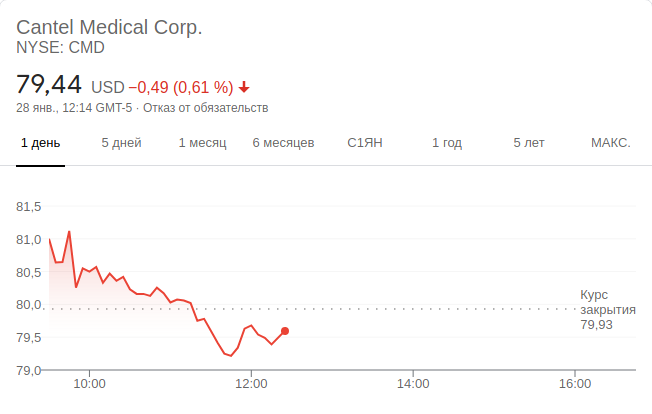 Cantel Medical Corp.
NYSE: CMD
79,44 USD −0,49 (0,61 %)
28 янв., 12:14 GMT-5 · Отказ от обязательств
1 день 5 дней 1 месяц 6 месяцев С1ЯН 1 год 5 лет МАКС.
81,5
81,0
80,5
80,0
79,5
79,0
Курс
закрытия
79,93
10:00 12:00 14:00 16:00